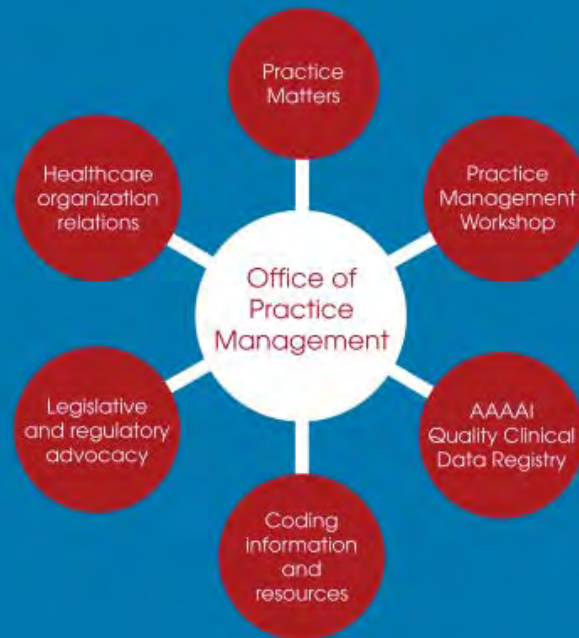 Practice
Matters
Healthcare
organization
relations
Practice
Management
Workshop
Office of
Practice
Management
Legislative
and regulatory
advocacy
AAAAI
Quality Clinical
Data Registry
Coding
information
and
resources